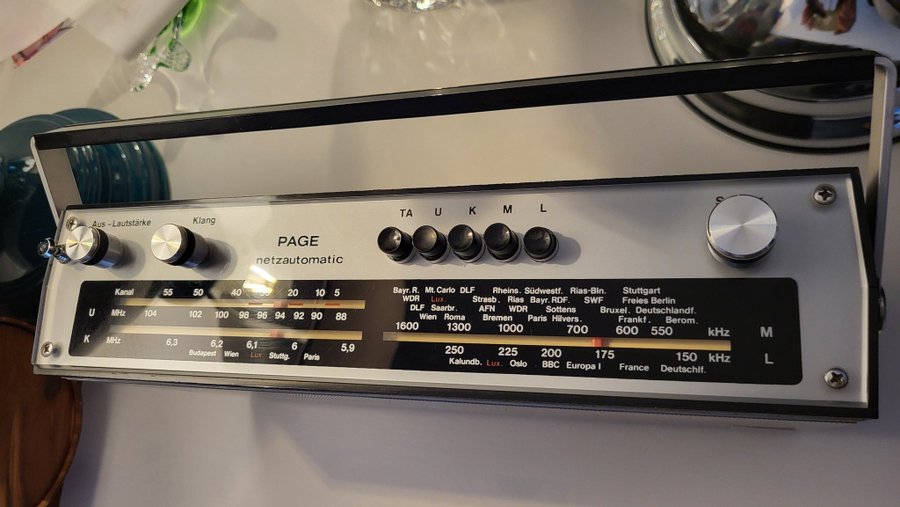 Aus-Lautstärke
Klang
PAGE
netzautomatic
TA U K M L
Kanal 55 50 40 20 10 5
U MHz 104 102 100 98 96 94 92 90 88
K MHz 6,3 6,2 6,1 6 5,9
Budapest Wien Lux Stuttg. Paris
Bayr. R. Mt. Carlo DLF Rheins. Südwestf. Rias-Bln. Stuttgart
WDR Lux. Strasb. Rias Bayr. RDF. SWF Freies Berlin
DLF Saarbr. AFN WDR Sottens Bruxel. Deutschlandf.
Wien Roma Bremen Paris Hilvers. Frankf. Berom.
1600 1300 1000 700 600 550 kHz M
250 225 200 175 150 kHz L
Kalundb. Lux. Oslo BBC Europa I France Deutschlf.